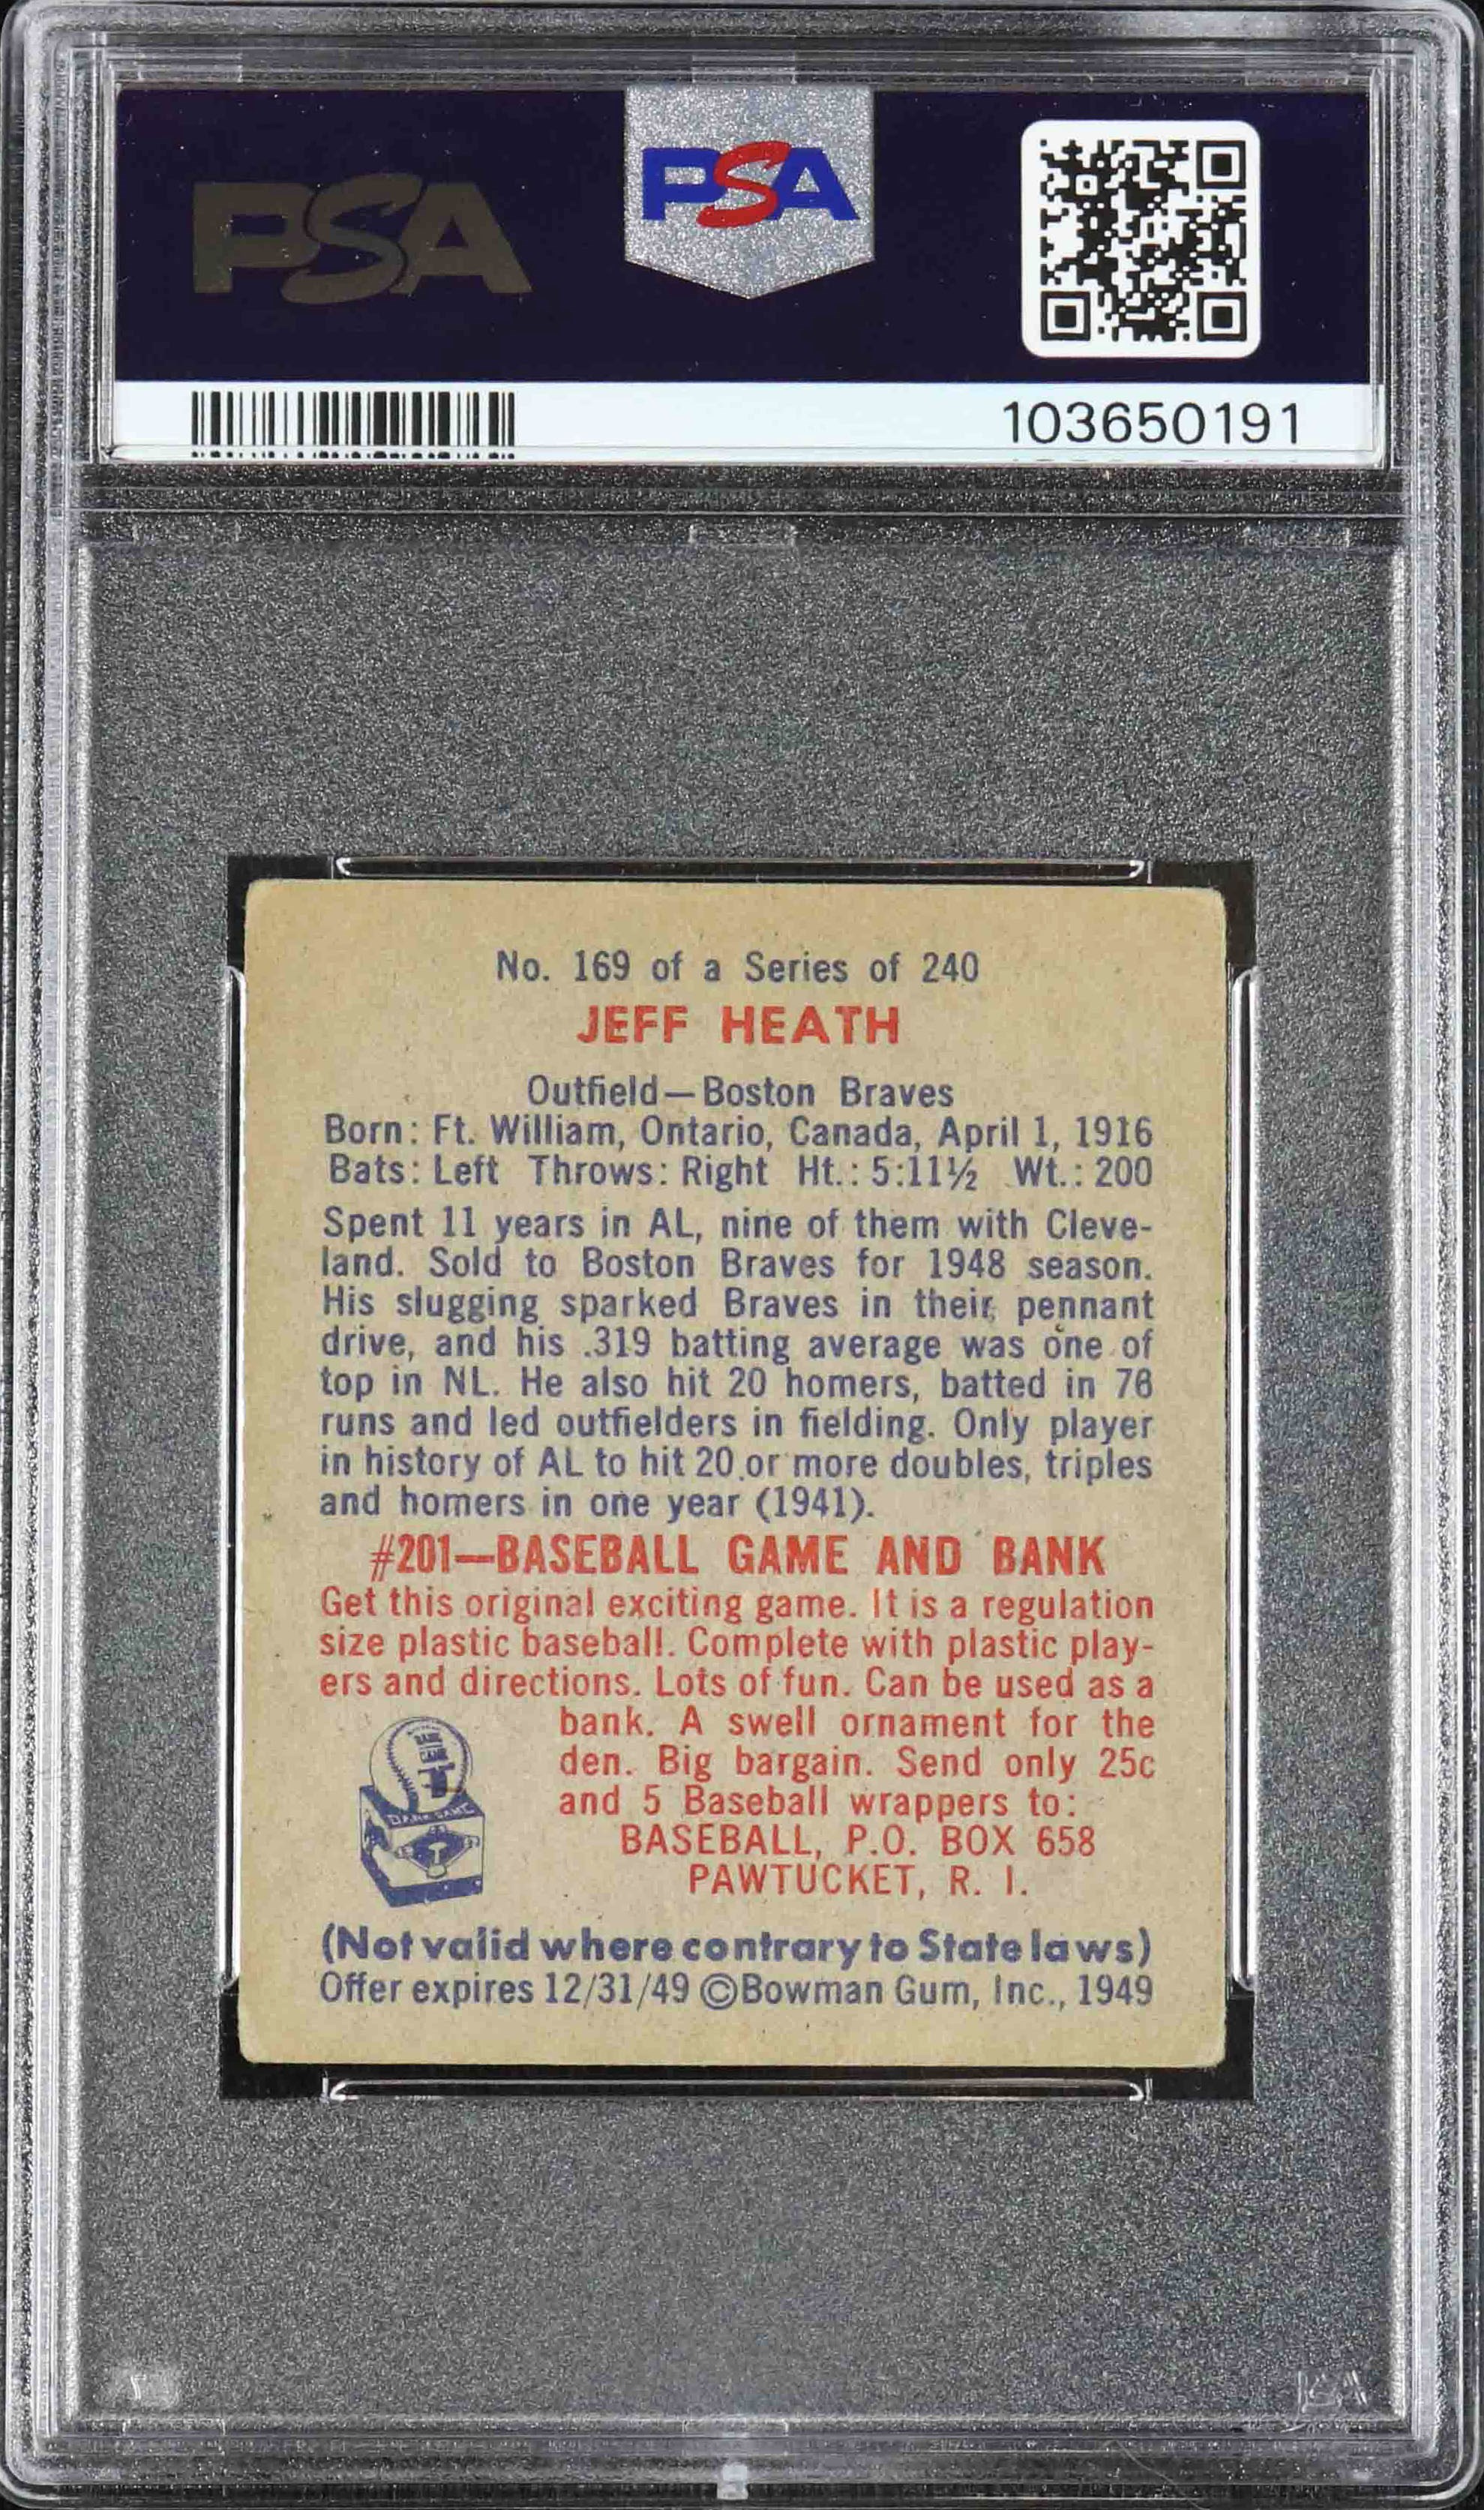 PSA
PSA
103650191
No. 169 of a Series of 240
JEFF HEATH
Outfield—Boston Braves
Born: Ft. William, Ontario, Canada, April 1, 1916
Bats: Left Throws: Right Ht.: 5:11½ Wt.: 200
Spent 11 years in AL, nine of them with Cleve-
land. Sold to Boston Braves for 1948 season.
His slugging sparked Braves in their pennant
drive, and his .319 batting average was one of
top in NL. He also hit 20 homers, batted in 76
runs and led outfielders in fielding. Only player
in history of AL to hit 20 or more doubles, triples
and homers in one year (1941).
#201—BASEBALL GAME AND BANK
Get this original exciting game. It is a regulation
size plastic baseball. Complete with plastic play-
ers and directions. Lots of fun. Can be used as a
bank. A swell ornament for the
den. Big bargain. Send only 25c
and 5 Baseball wrappers to:
BASEBALL, P.O. BOX 658
PAWTUCKET, R. I.
BANK GAME
(Not valid where contrary to State laws)
Offer expires 12/31/49 ©Bowman Gum, Inc., 1949
PSA